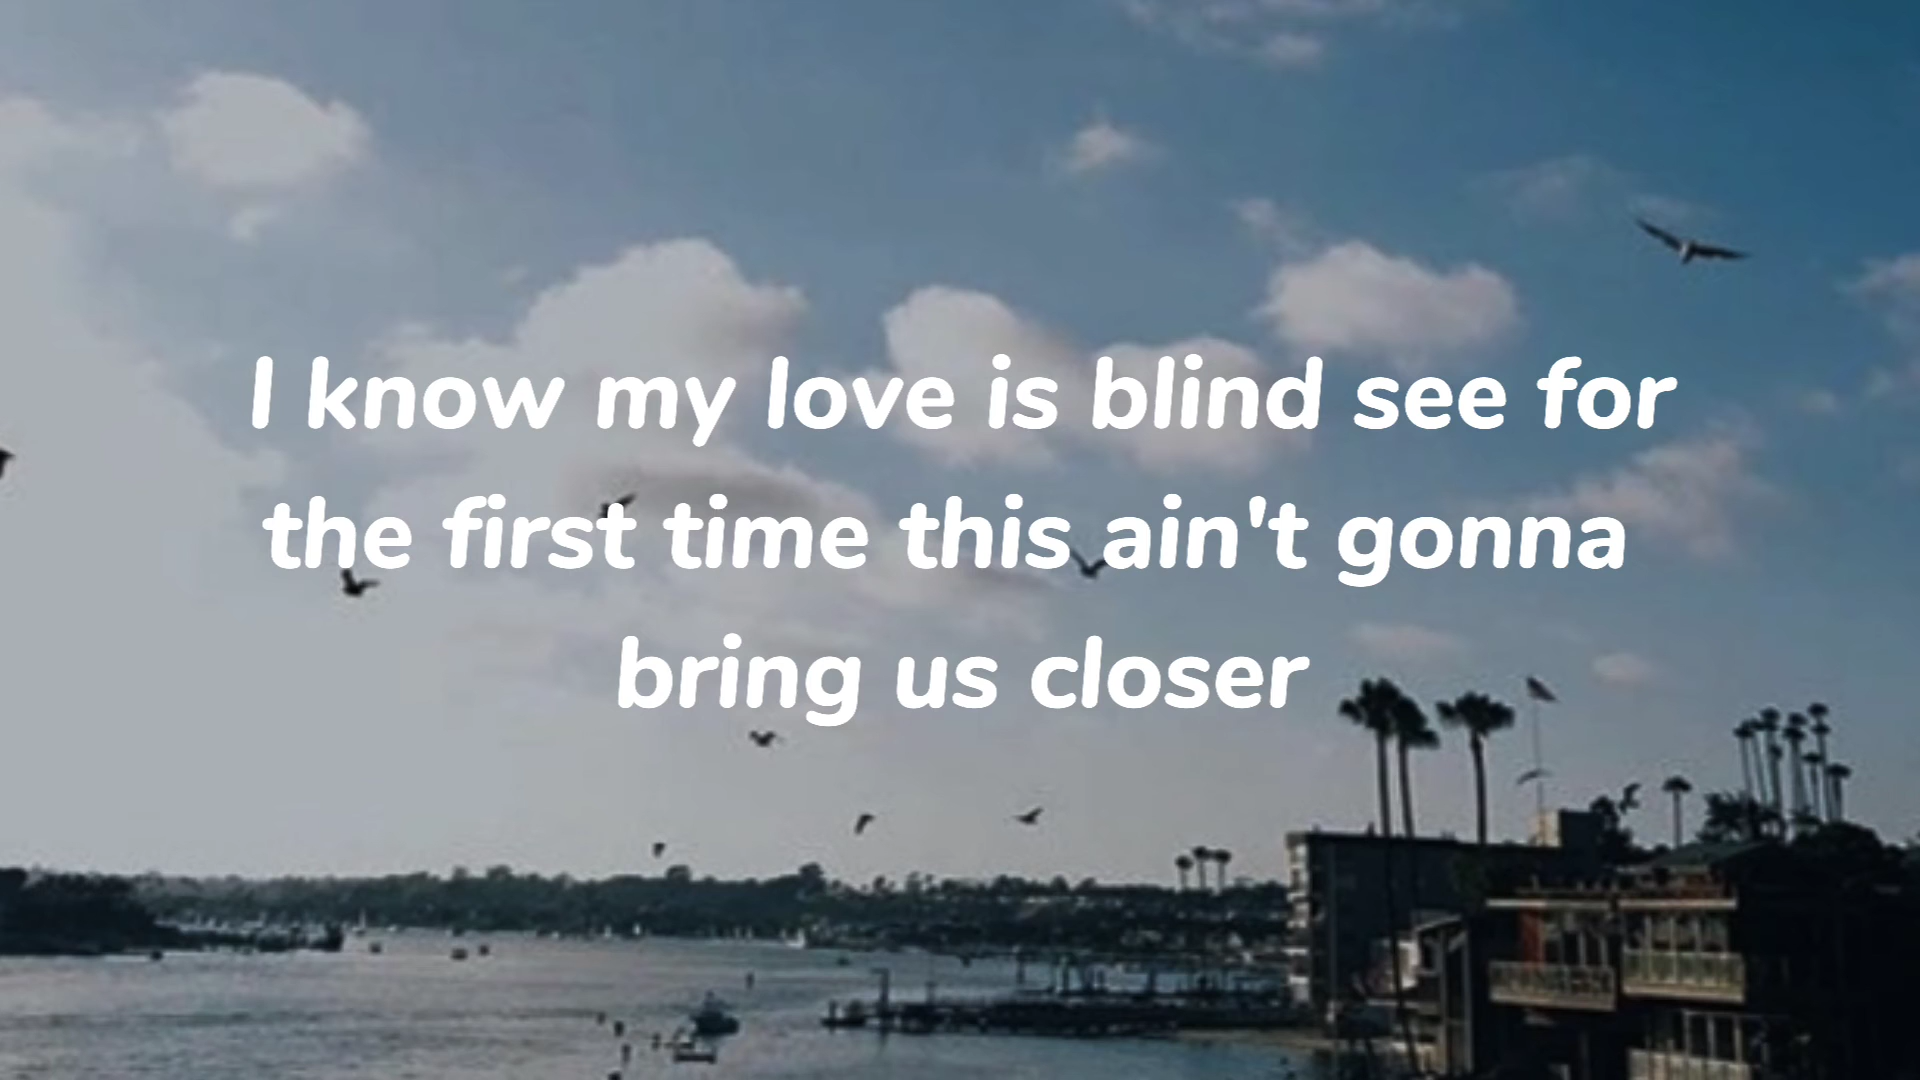 I know my love is blind see for
the first time this ain't gonna
bring us closer